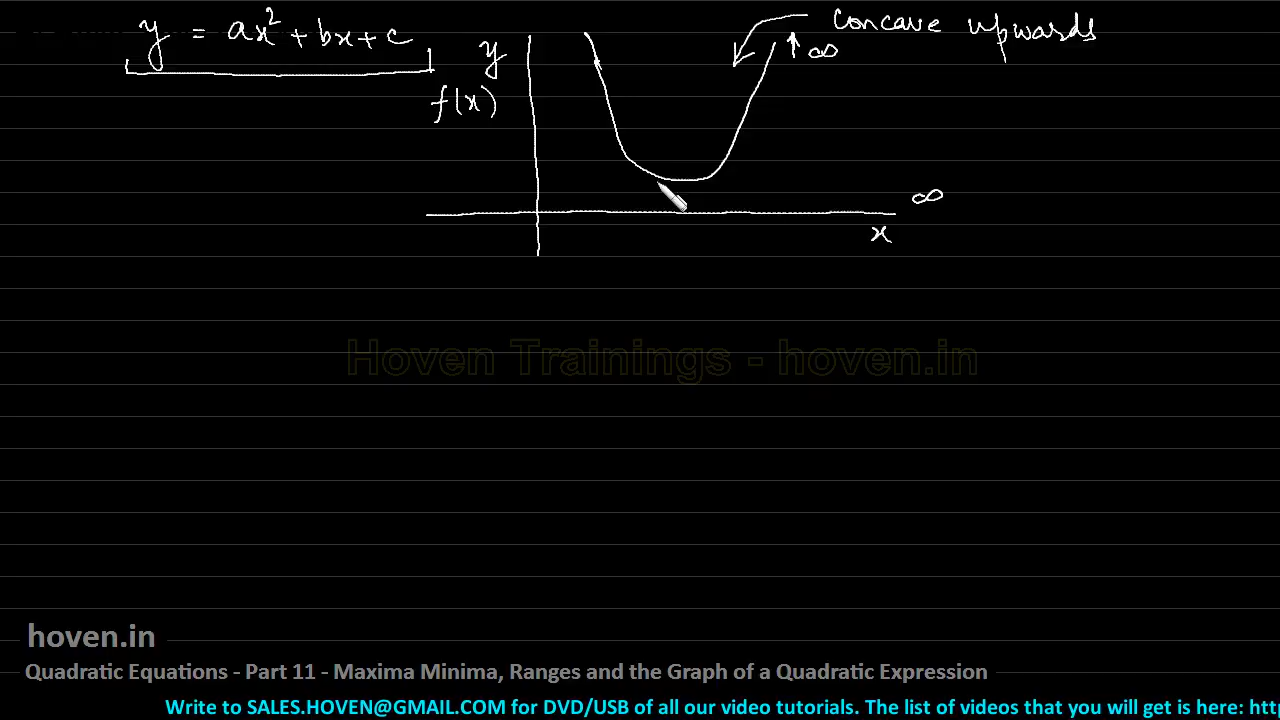 y = ax² + bx + c
Concave upwards
y
↑ ∞
f(x)
∞
x
Hoven Trainings - hoven.in
hoven.in
Quadratic Equations - Part 11 - Maxima Minima, Ranges and the Graph of a Quadratic Expression
Write to SALES.HOVEN@GMAIL.COM for DVD/USB of all our video tutorials. The list of videos that you will get is here: htt